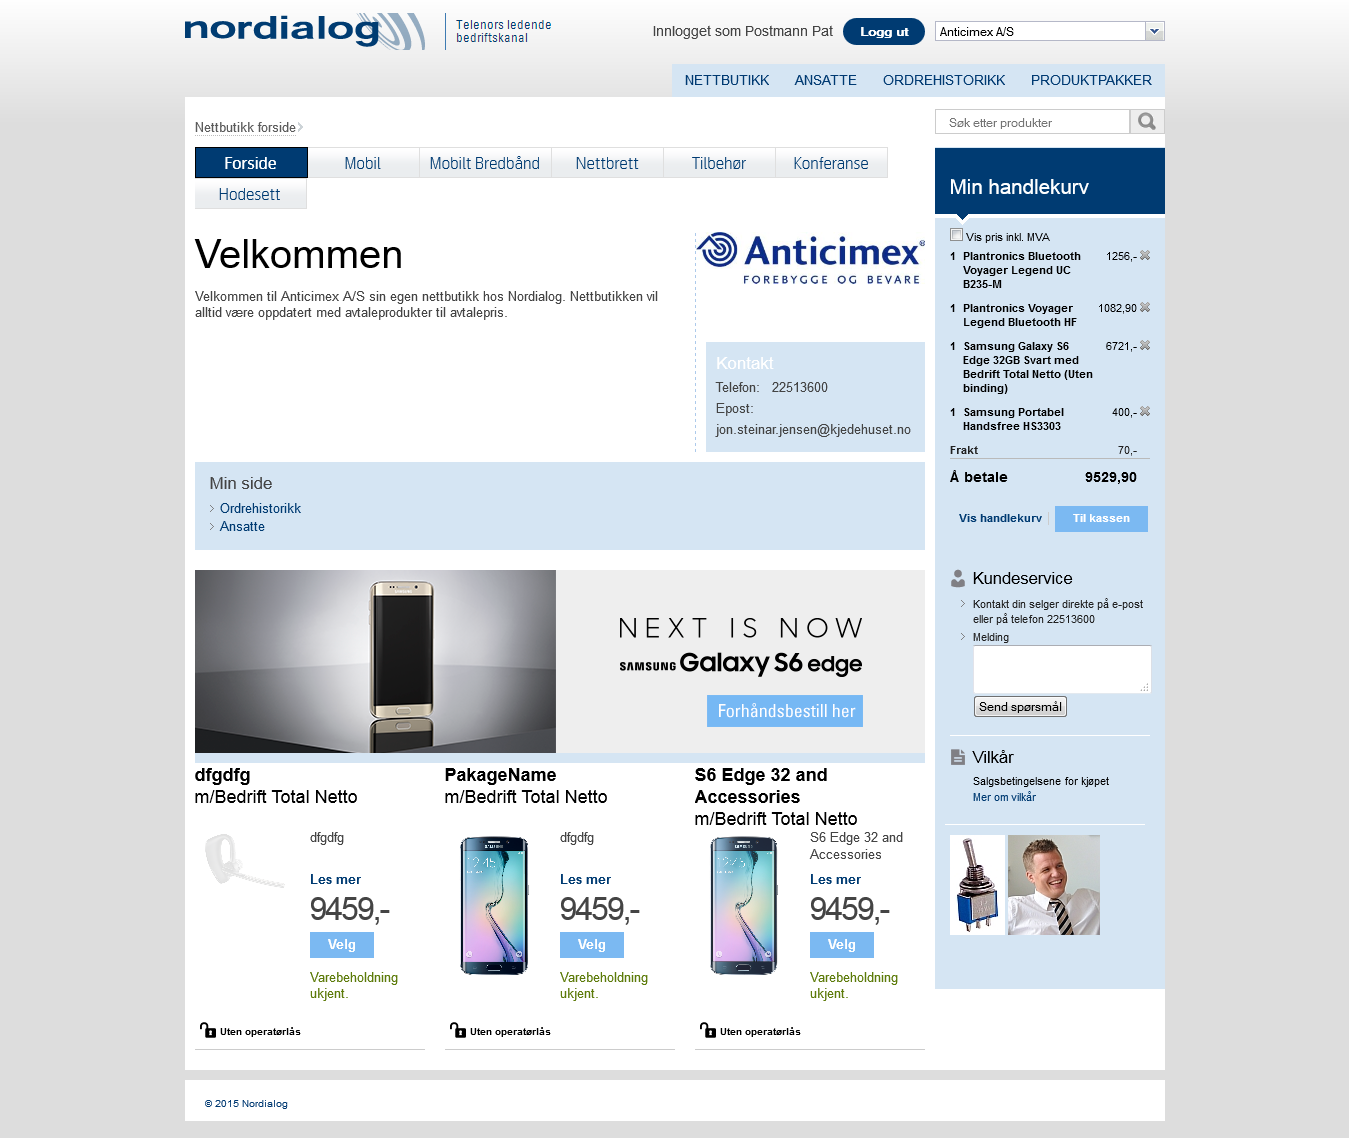 nordialog
Telenors ledende
bedriftskanal
Innlogget som Postmann Pat
Logg ut
Anticimex A/S
NETTBUTIKK
ANSATTE
ORDREHISTORIKK
PRODUKTPAKKER
Nettbutikk forside
Søk etter produkter
Forside
Mobil
Mobilt Bredbånd
Nettbrett
Tilbehør
Konferanse
Hodesett
Velkommen
Velkommen til Anticimex A/S sin egen nettbutikk hos Nordialog. Nettbutikken vil
alltid være oppdatert med avtaleprodukter til avtalepris.
Anticimex
FOREBYGGE OG BEVARE
Kontakt
Telefon: 22513600
Epost:
jon.steinar.jensen@kjedehuset.no
Min side
Ordrehistorikk
Ansatte
NEXT IS NOW
SAMSUNG Galaxy S6 edge
Forhåndsbestill her
dfgdfg
m/Bedrift Total Netto
dfgdfg
Les mer
9459,-
Velg
Varebeholdning
ukjent.
Uten operatørlås
PakageName
m/Bedrift Total Netto
dfgdfg
Les mer
9459,-
Velg
Varebeholdning
ukjent.
Uten operatørlås
S6 Edge 32 and
Accessories
m/Bedrift Total Netto
S6 Edge 32 and
Accessories
Les mer
9459,-
Velg
Varebeholdning
ukjent.
Uten operatørlås
Min handlekurv
Vis pris inkl. MVA
1 Plantronics Bluetooth 1256,-
Voyager Legend UC
B235-M
1 Plantronics Voyager 1082,90
Legend Bluetooth HF
1 Samsung Galaxy S6 6721,-
Edge 32GB Svart med
Bedrift Total Netto (Uten
binding)
1 Samsung Portabel 400,-
Handsfree HS3303
Frakt 70,-
Å betale 9529,90
Vis handlekurv
Til kassen
Kundeservice
Kontakt din selger direkte på e-post
eller på telefon 22513600
Melding
Send spørsmål
Vilkår
Salgsbetingelsene for kjøpet
Mer om vilkår
© 2015 Nordialog